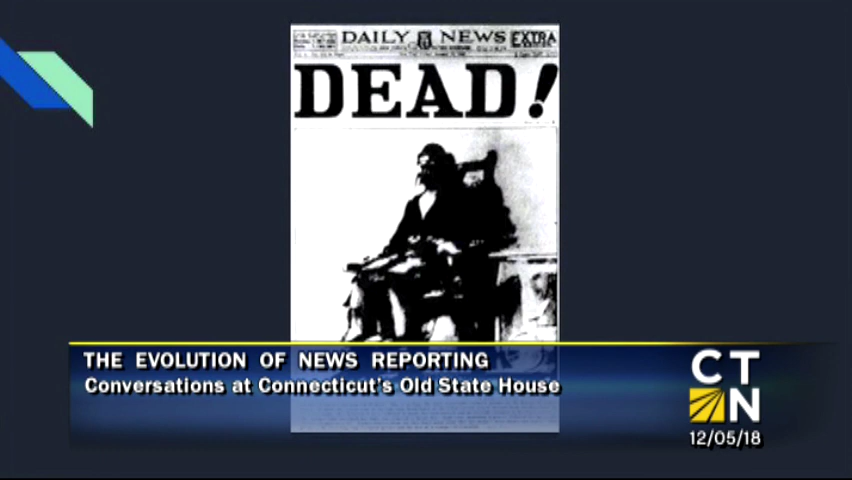 DAILY NEWS
EXTRA
EDITION
DEAD!
THE EVOLUTION OF NEWS REPORTING
Conversations at Connecticut's Old State House
CT
N
12/05/18